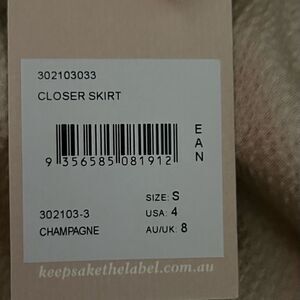 302103033
CLOSER SKIRT
EAN
9 356585 081912
SIZE: S
302103-3 USA: 4
CHAMPAGNE AU/UK: 8
keepsakethelabel.com.au